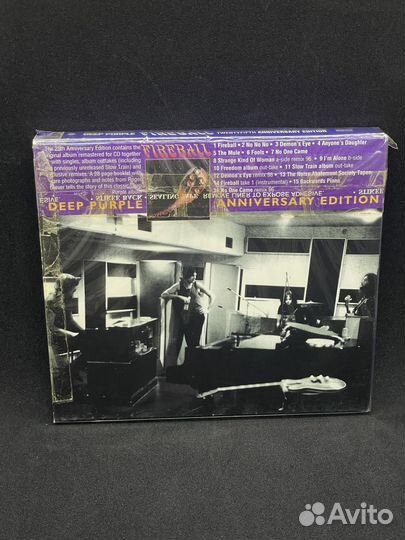 DEEP PURPLE FIREBALL TWENTYFIFTH ANNIVERSARY EDITION
The 25th Anniversary Edition contains the
original album remastered for CD together
with singles, album outtakes (including
previously unreleased Slow Train) and
special remixes. A 28 page booklet with
photographs and notes from Roger
Glover tells the story of this classic
FIREBALL
1 Fireball • 2 No No No • 3 Demon's Eye • 4 Anyone's Daughter
5 The Mule • 6 Fools • 7 No One Came
8 Strange Kind Of Woman a-side remix 96 • 9 I'm Alone b-side
10 Freedom album out-take • 11 Slow Train album out-take
12 Demon's Eye remix 96 • 13 The Noise Abatement Society Tapes
14 Fireball take 1 (instrumental) • 15 Backwards Piano
16 No One Came remix 96
DEEP PURPLE
ANNIVERSARY EDITION
Avito